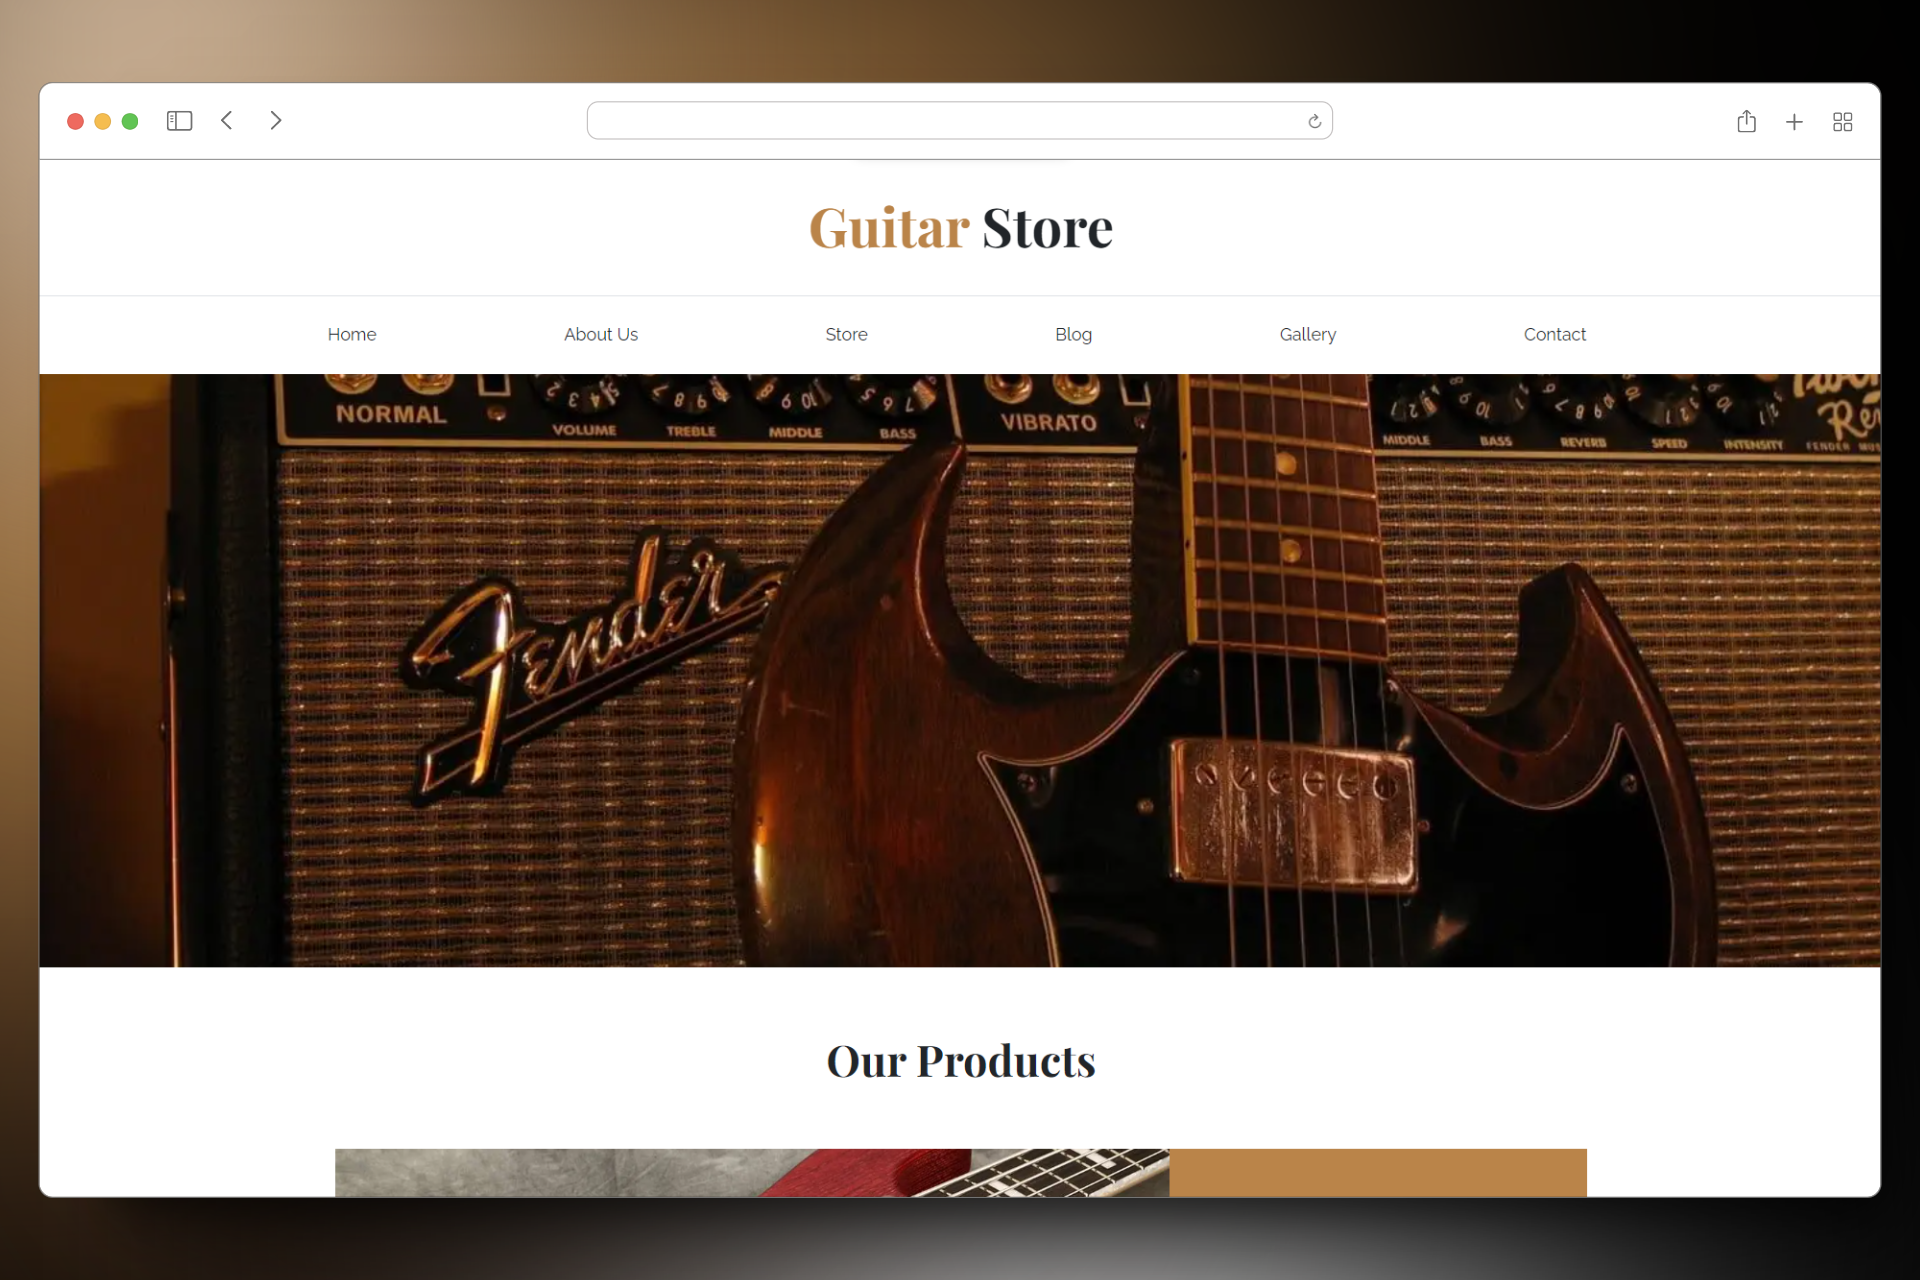 Guitar Store
Home About Us Store Blog Gallery Contact
NORMAL VOLUME TREBLE MIDDLE BASS VIBRATO MIDDLE BASS REVERB SPEED INTENSITY
FENDER
Fender
Our Products